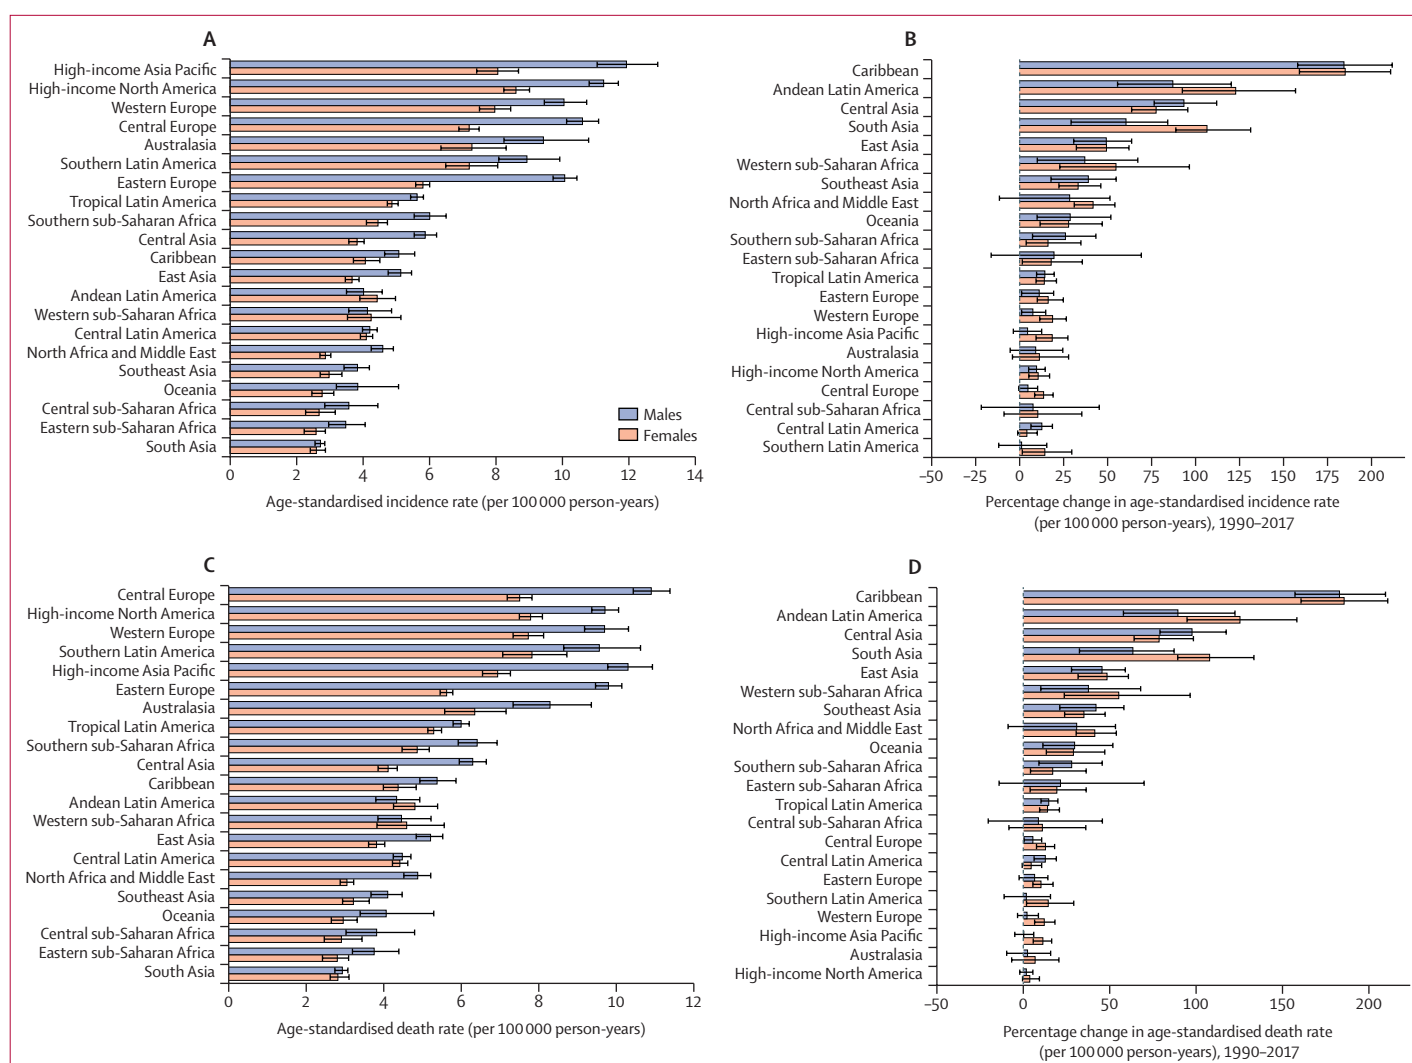 A
High-income Asia Pacific
High-income North America
Western Europe
Central Europe
Australasia
Southern Latin America
Eastern Europe
Tropical Latin America
Southern sub-Saharan Africa
Central Asia
Caribbean
East Asia
Andean Latin America
Western sub-Saharan Africa
Central Latin America
North Africa and Middle East
Southeast Asia
Oceania
Central sub-Saharan Africa
Eastern sub-Saharan Africa
South Asia
Males
Females
0 2 4 6 8 10 12 14
Age-standardised incidence rate (per 100 000 person-years)
B
Caribbean
Andean Latin America
Central Asia
South Asia
East Asia
Western sub-Saharan Africa
Southeast Asia
North Africa and Middle East
Oceania
Southern sub-Saharan Africa
Eastern sub-Saharan Africa
Tropical Latin America
Eastern Europe
Western Europe
High-income Asia Pacific
Australasia
High-income North America
Central Europe
Central sub-Saharan Africa
Central Latin America
Southern Latin America
–50 –25 0 25 50 75 100 125 150 175 200
Percentage change in age-standardised incidence rate
(per 100 000 person-years), 1990–2017
C
Central Europe
High-income North America
Western Europe
Southern Latin America
High-income Asia Pacific
Eastern Europe
Australasia
Tropical Latin America
Southern sub-Saharan Africa
Central Asia
Caribbean
Andean Latin America
Western sub-Saharan Africa
East Asia
Central Latin America
North Africa and Middle East
Southeast Asia
Oceania
Central sub-Saharan Africa
Eastern sub-Saharan Africa
South Asia
0 2 4 6 8 10 12
Age-standardised death rate (per 100 000 person-years)
D
Caribbean
Andean Latin America
Central Asia
South Asia
East Asia
Western sub-Saharan Africa
Southeast Asia
North Africa and Middle East
Oceania
Southern sub-Saharan Africa
Eastern sub-Saharan Africa
Tropical Latin America
Central sub-Saharan Africa
Central Europe
Central Latin America
Eastern Europe
Southern Latin America
Western Europe
High-income Asia Pacific
Australasia
High-income North America
–50 0 50 100 150 200
Percentage change in age-standardised death rate
(per 100 000 person-years), 1990–2017